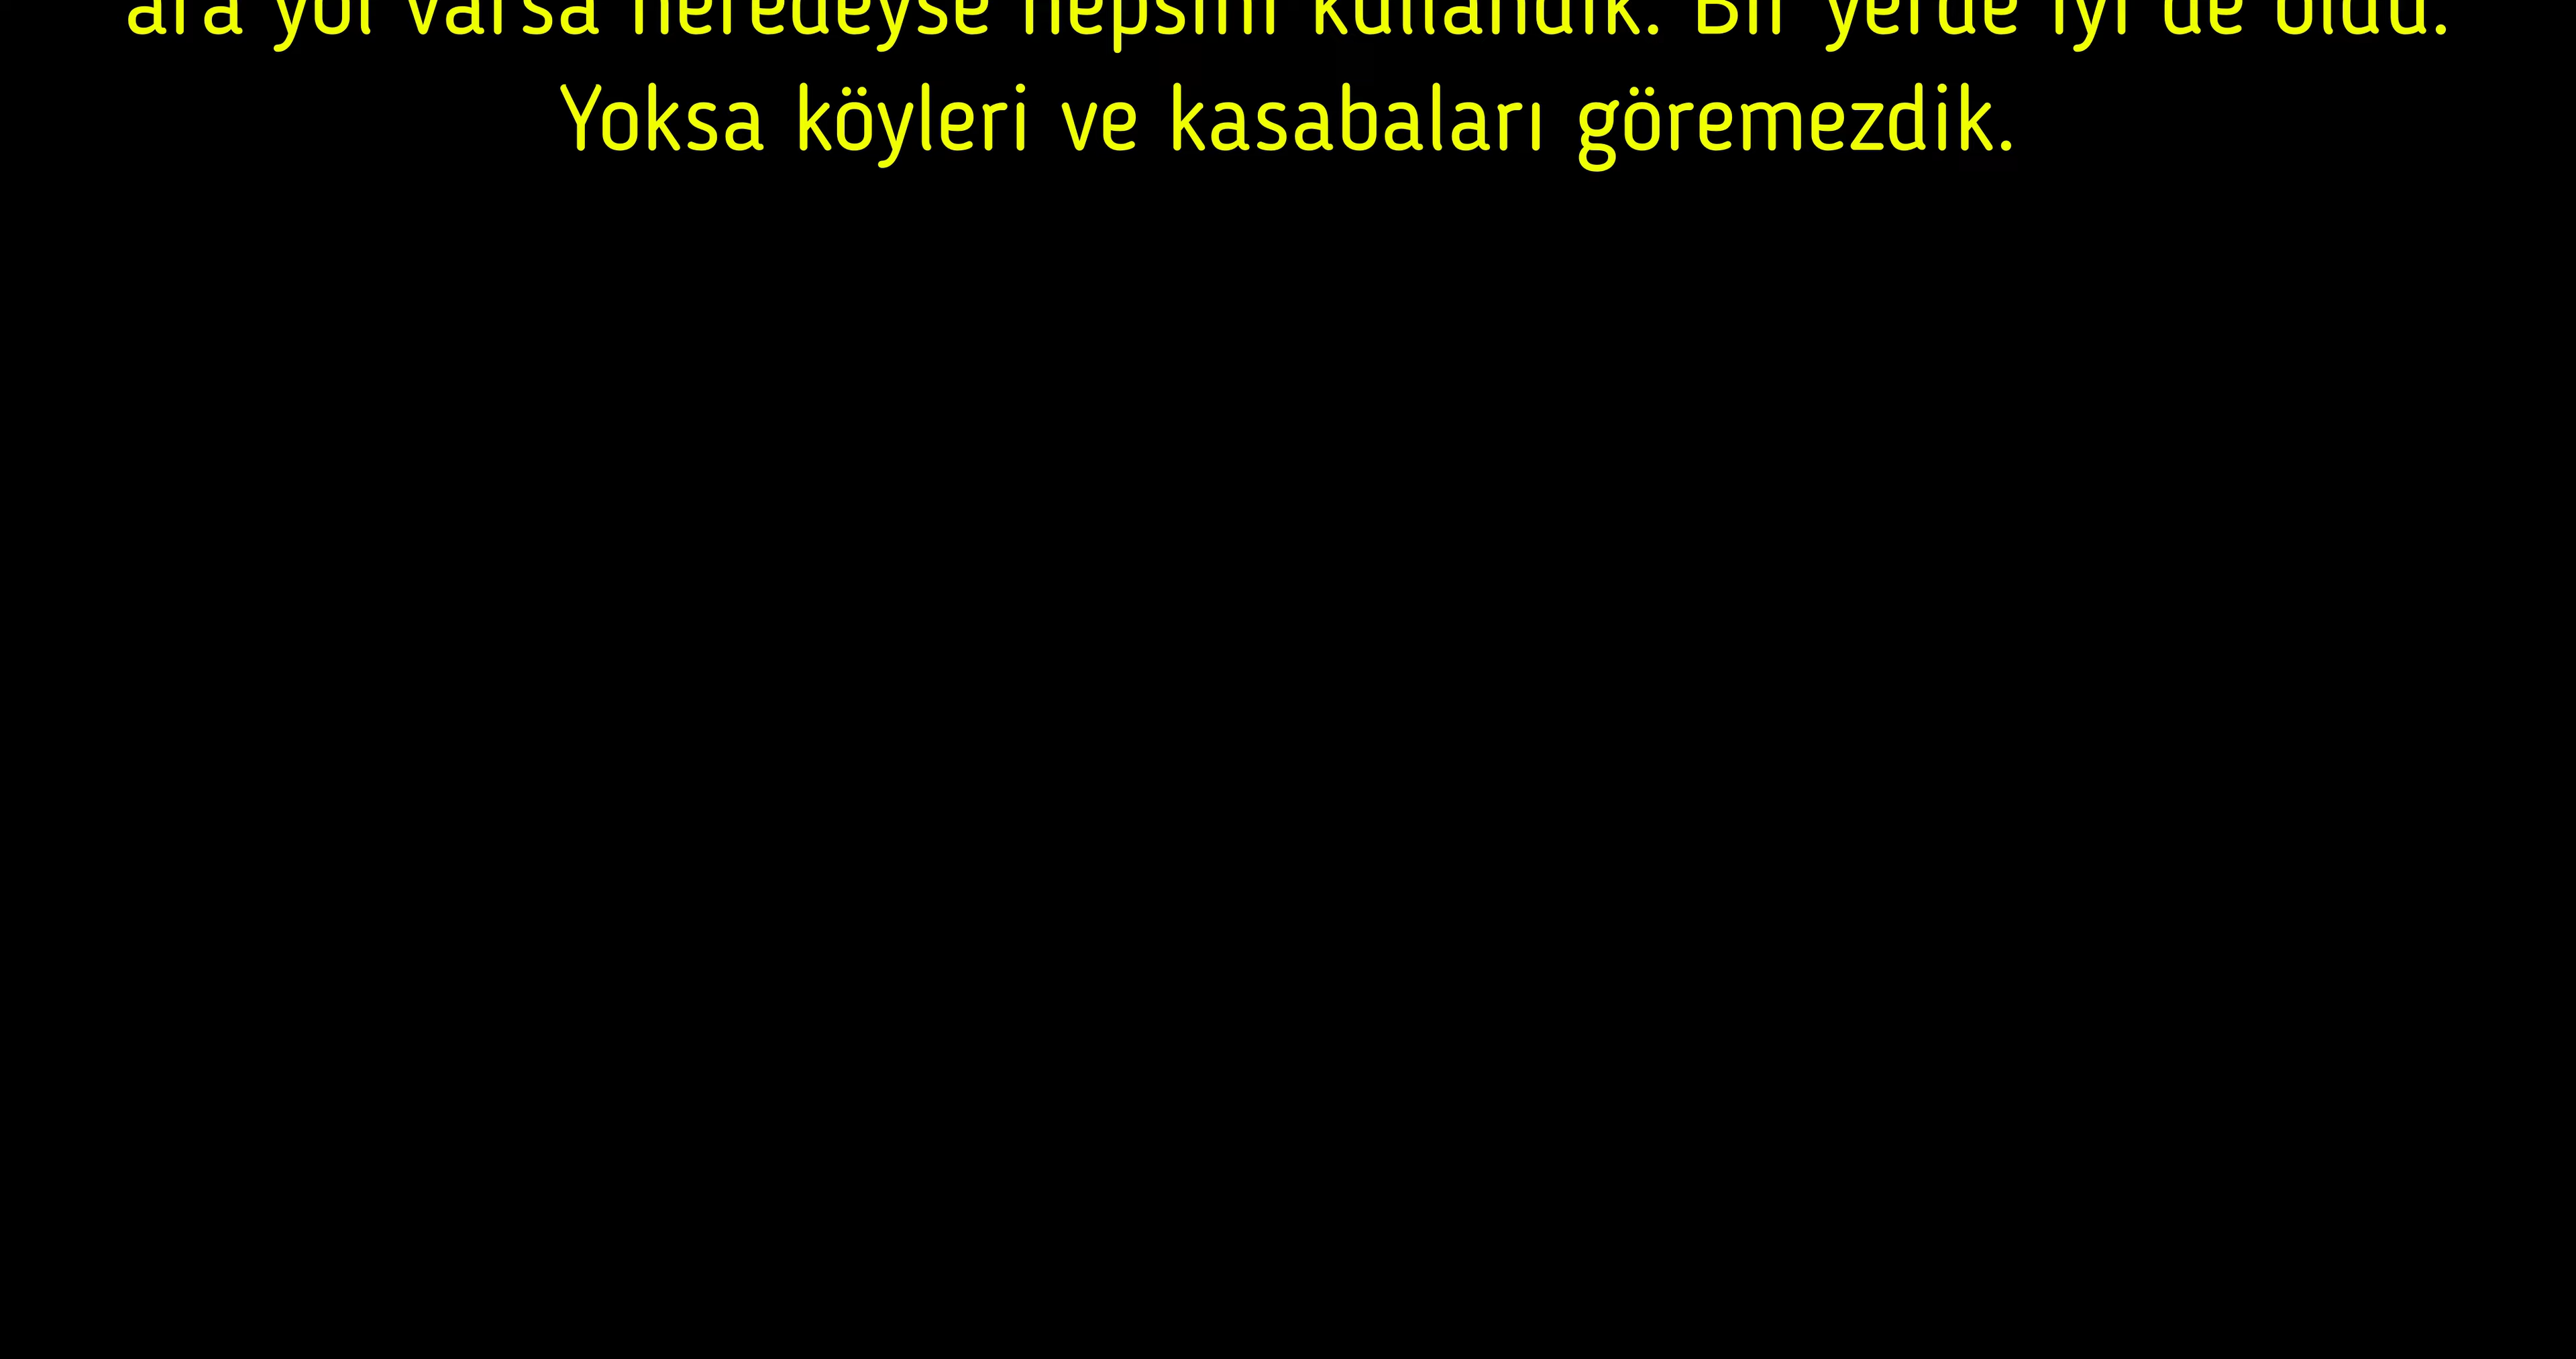 ara yol varsa neredeyse hepsini kullandık. Bir yerde iyi de oldu.
Yoksa köyleri ve kasabaları göremezdik.